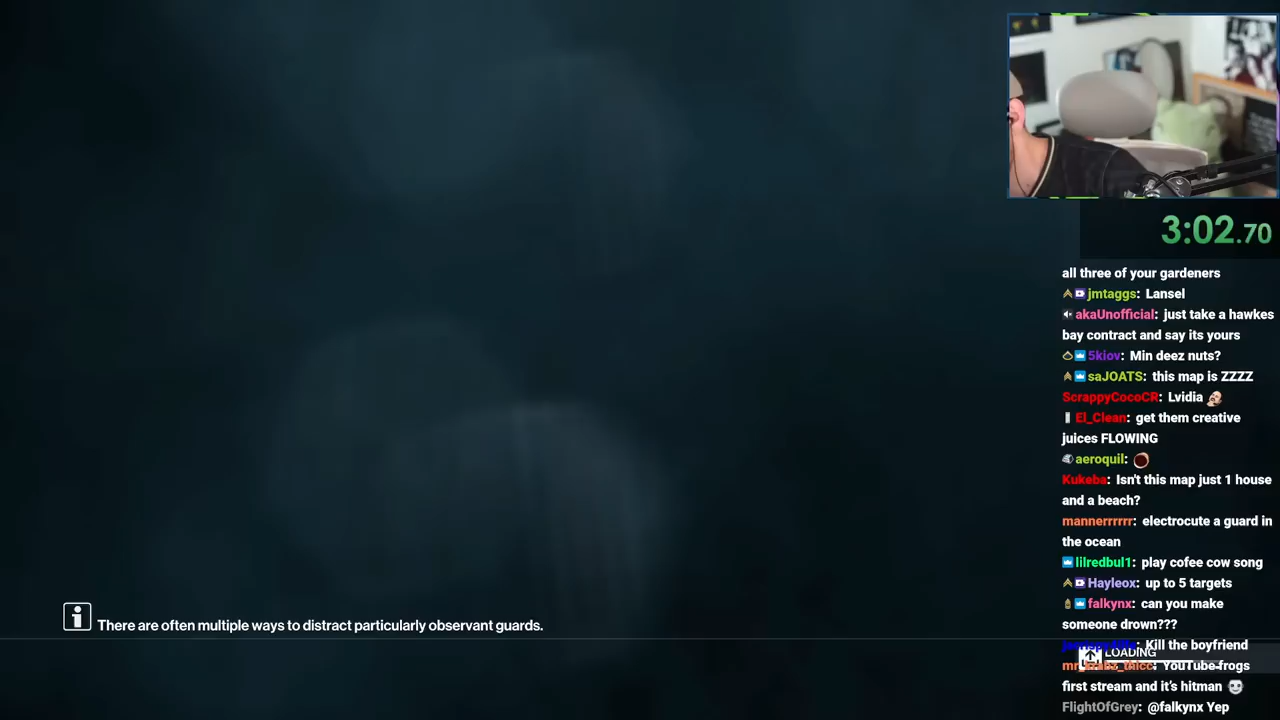 3:02.70
all three of your gardeners
jmtaggs: Lansel
akaUnofficial: just take a hawkes
bay contract and say its yours
5kiov: Min deez nuts?
saJOATS: this map is ZZZZ
ScrappyCocoCR: Lvidia
El_Clean: get them creative
juices FLOWING
aeroquil:
Kukeba: Isn't this map just 1 house
and a beach?
mannerrrrrr: electrocute a guard in
the ocean
lilredbul1: play cofee cow song
Hayleox: up to 5 targets
falkynx: can you make
someone drown???
Kill the boyfriend
LOADING
YouTube frogs
first stream and it's hitman
FlightOfGrey: @falkynx Yep
There are often multiple ways to distract particularly observant guards.